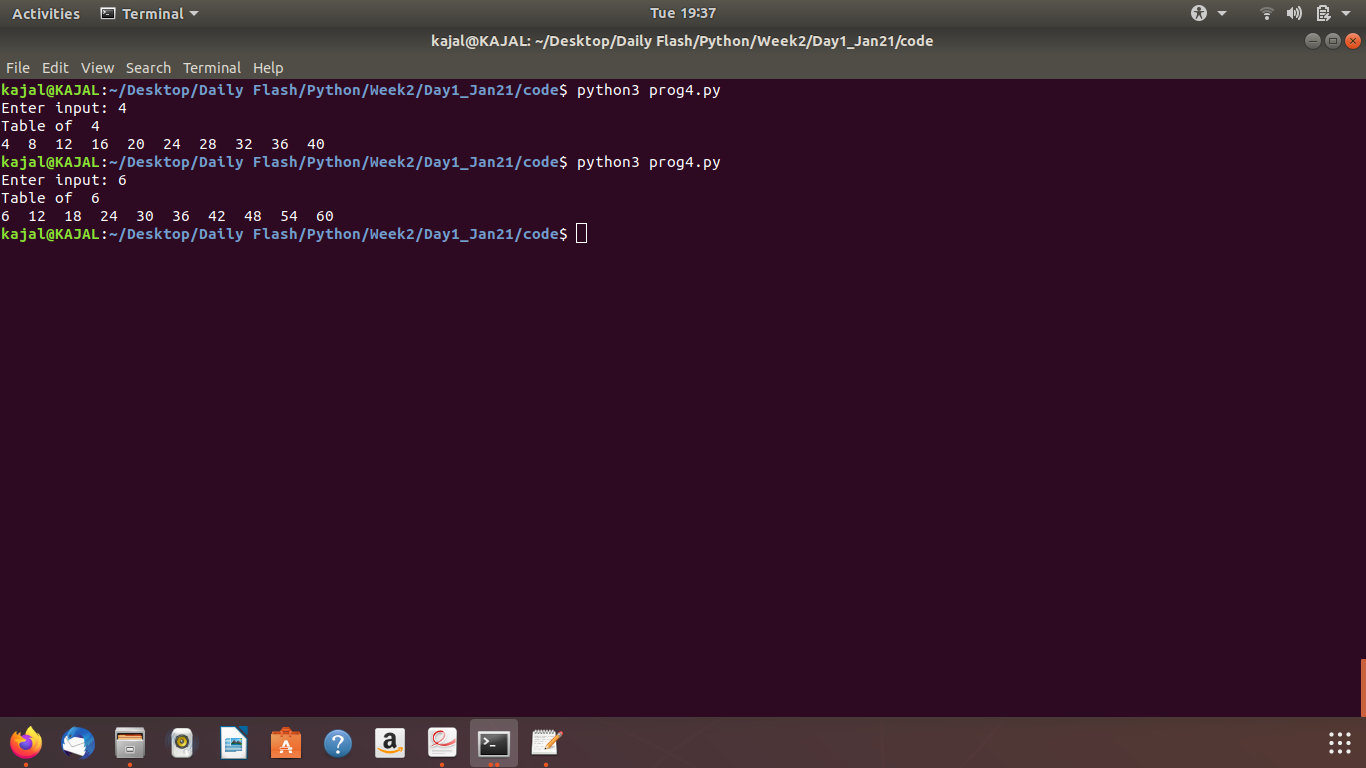 Activities Terminal Tue 19:37
kajal@KAJAL: ~/Desktop/Daily Flash/Python/Week2/Day1_Jan21/code
File Edit View Search Terminal Help
kajal@KAJAL:~/Desktop/Daily Flash/Python/Week2/Day1_Jan21/code$ python3 prog4.py
Enter input: 4
Table of  4
4  8  12  16  20  24  28  32  36  40
kajal@KAJAL:~/Desktop/Daily Flash/Python/Week2/Day1_Jan21/code$ python3 prog4.py
Enter input: 6
Table of  6
6  12  18  24  30  36  42  48  54  60
kajal@KAJAL:~/Desktop/Daily Flash/Python/Week2/Day1_Jan21/code$